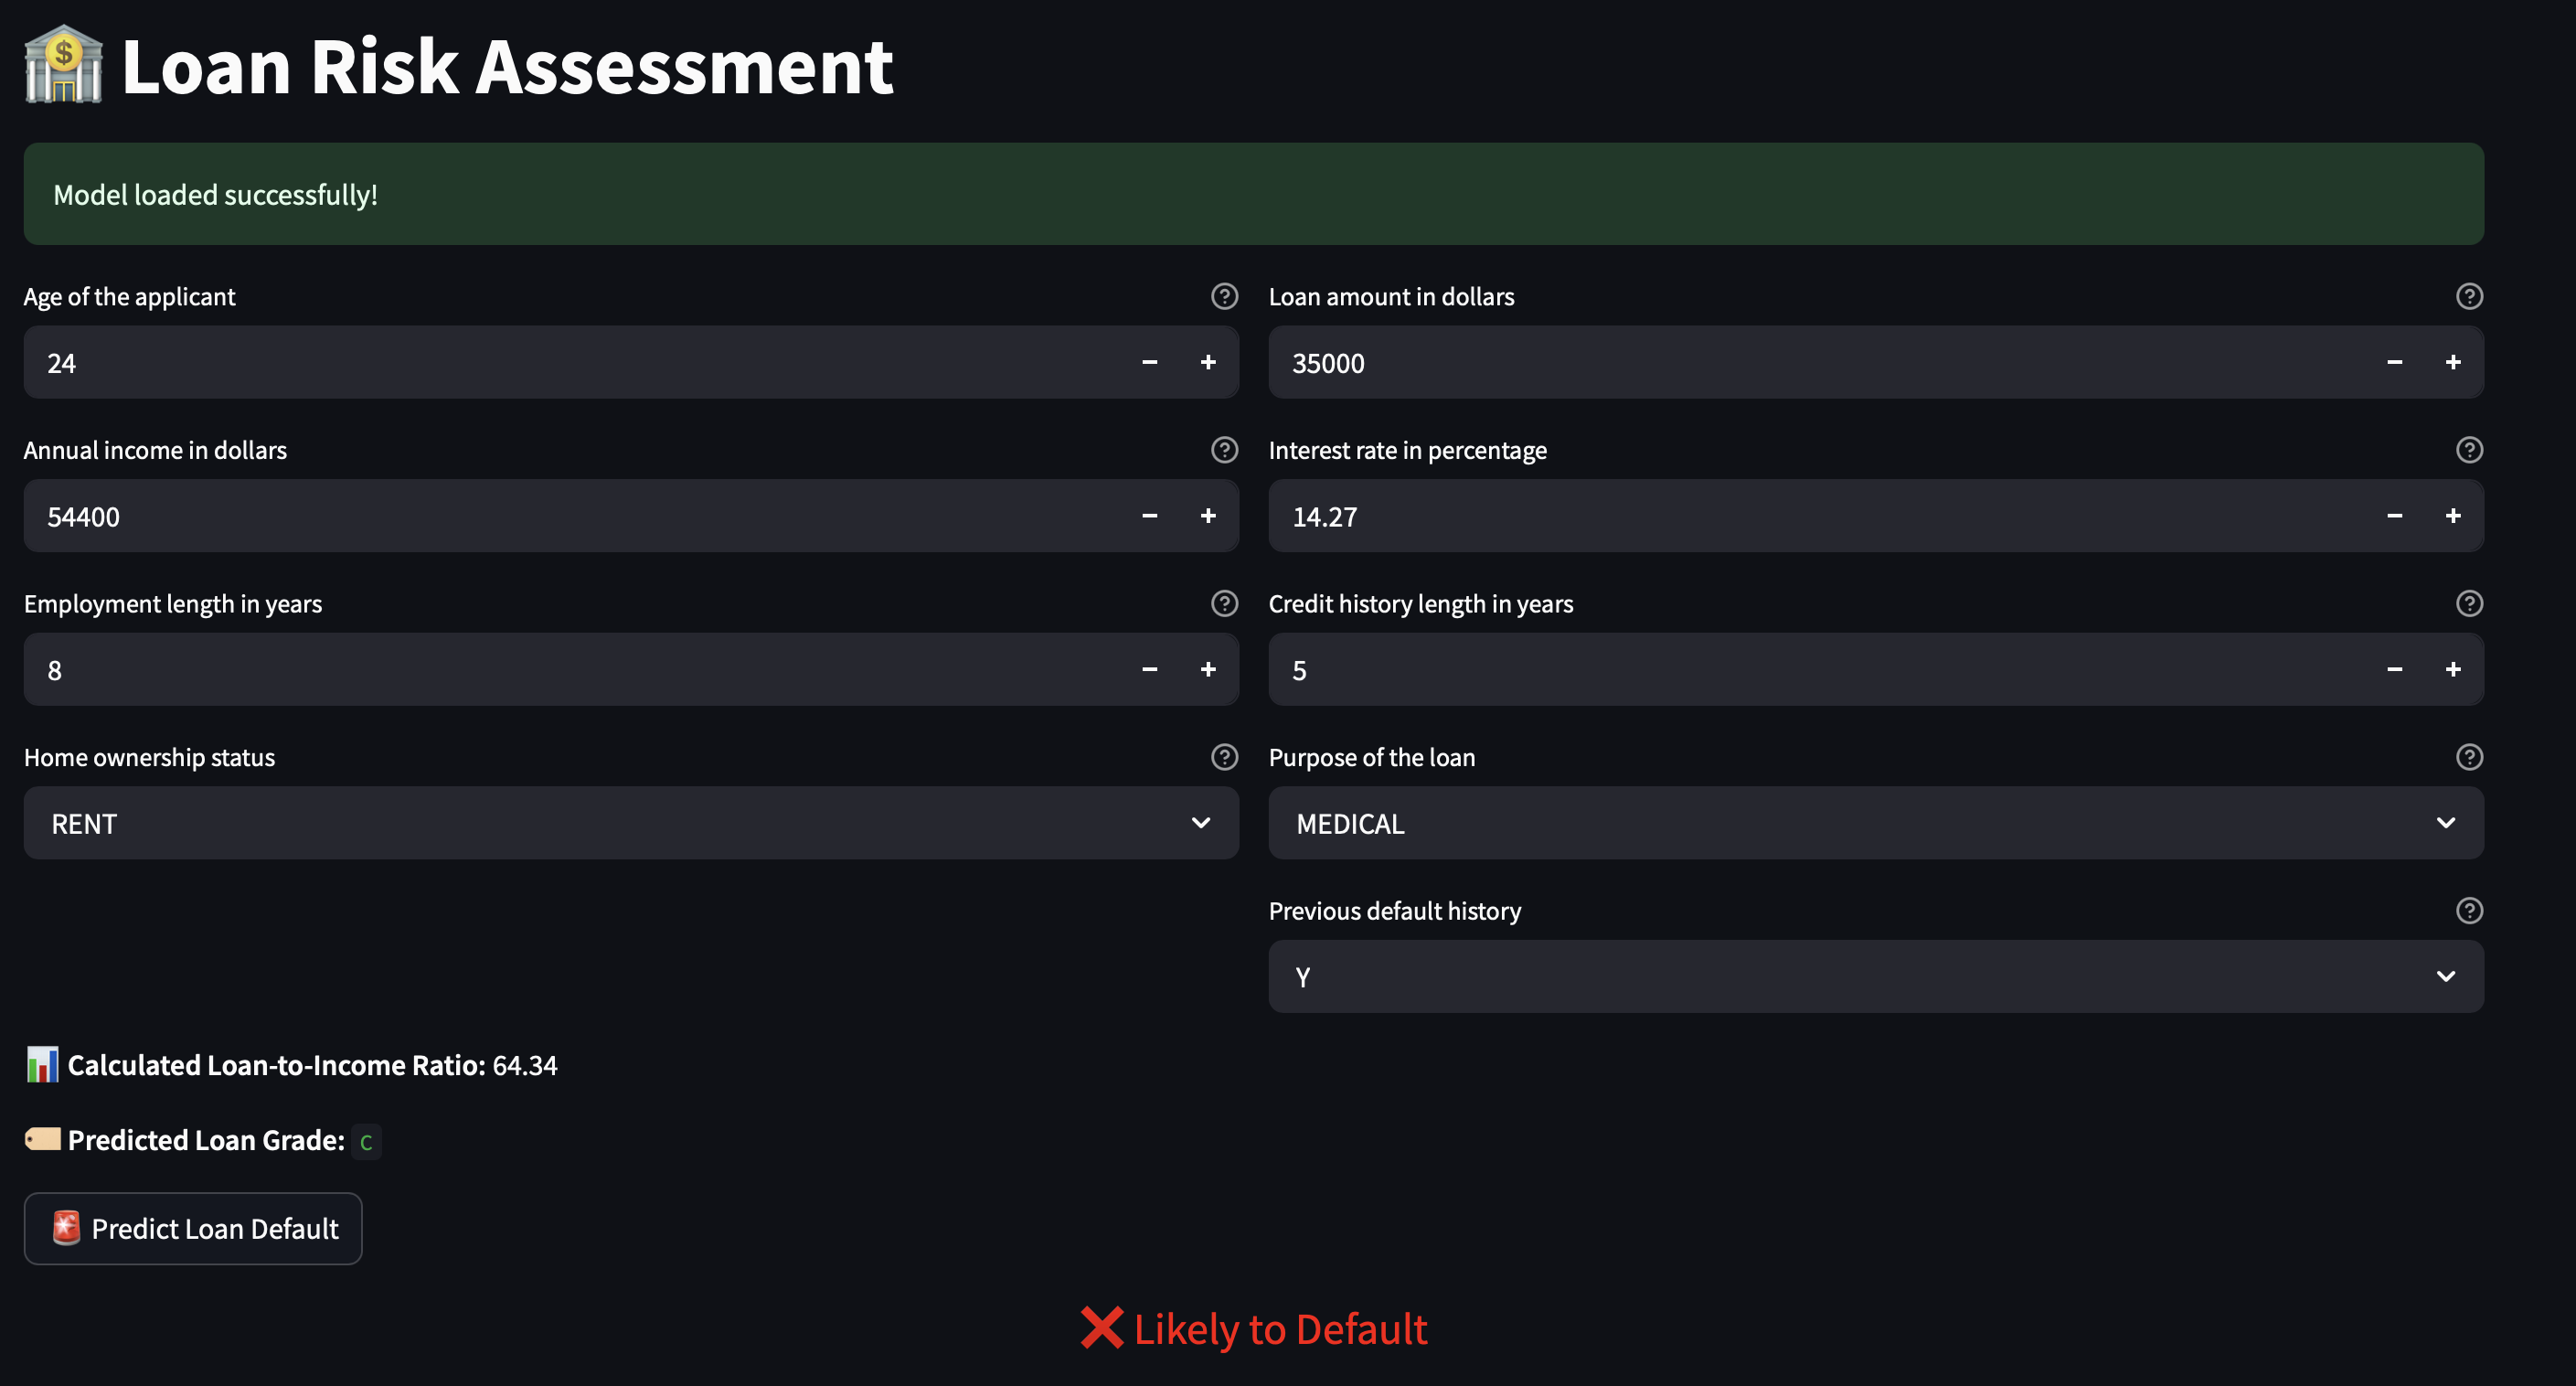 Loan Risk Assessment
Model loaded successfully!
Age of the applicant
24
Loan amount in dollars
35000
Annual income in dollars
54400
Interest rate in percentage
14.27
Employment length in years
8
Credit history length in years
5
Home ownership status
RENT
Purpose of the loan
MEDICAL
Previous default history
Y
Calculated Loan-to-Income Ratio: 64.34
Predicted Loan Grade: C
Predict Loan Default
Likely to Default